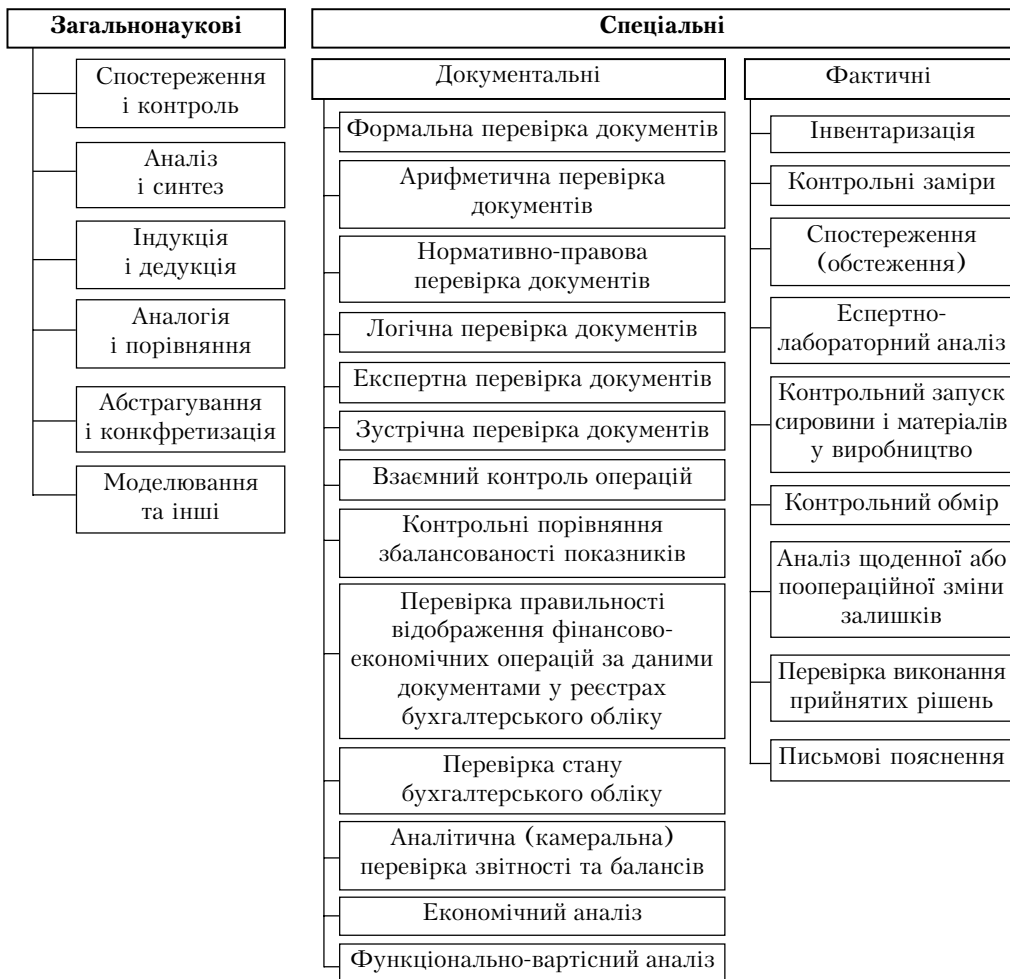 Загальнонаукові
Спостереження
і контроль
Аналіз
і синтез
Індукція
і дедукція
Аналогія
і порівняння
Абстрагування
і конкфретизація
Моделювання
та інші
Спеціальні
Документальні
Формальна перевірка документів
Арифметична перевірка
документів
Нормативно-правова
перевірка документів
Логічна перевірка документів
Експертна перевірка документів
Зустрічна перевірка документів
Взаємний контроль операцій
Контрольні порівняння
збалансованості показників
Перевірка правильності
відображення фінансово-
економічних операцій за даними
документами у реєстрах
бухгалтерського обліку
Перевірка стану
бухгалтерського обліку
Аналітична (камеральна)
перевірка звітності та балансів
Економічний аналіз
Функціонально-вартісний аналіз
Фактичні
Інвентаризація
Контрольні заміри
Спостереження
(обстеження)
Еспертно-
лабораторний аналіз
Контрольний запуск
сировини і матеріалів
у виробництво
Контрольний обмір
Аналіз щоденної або
поопераційної зміни
залишків
Перевірка виконання
прийнятих рішень
Письмові пояснення